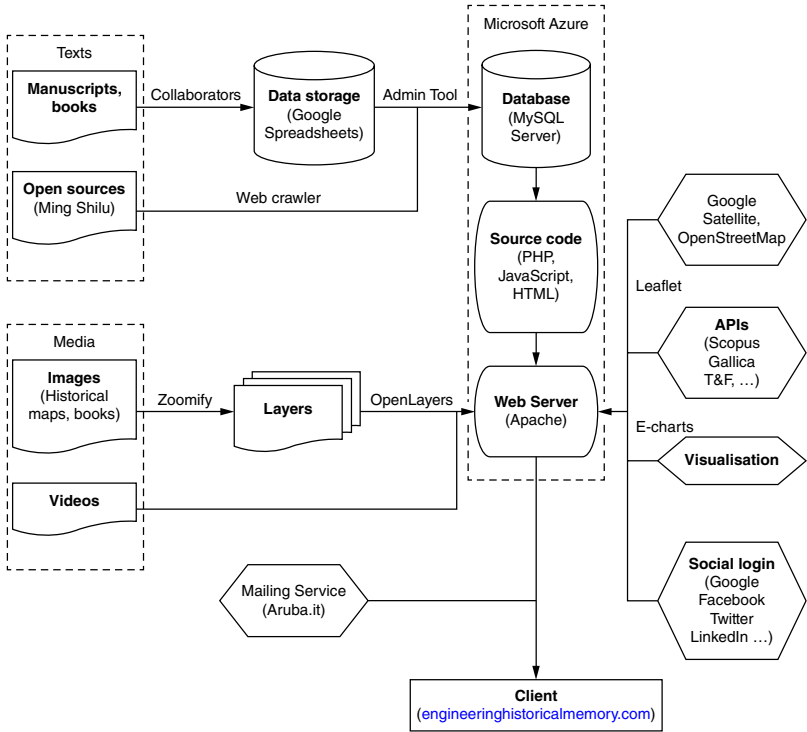 Microsoft Azure
Texts
Manuscripts,
books
Collaborators
Data storage
(Google
Spreadsheets)
Admin Tool
Database
(MySQL
Server)
Open sources
(Ming Shilu)
Web crawler
Source code
(PHP,
JavaScript,
HTML)
Google
Satellite,
OpenStreetMap
Leaflet
APIs
(Scopus
Gallica
T&F, ...)
Media
Images
(Historical
maps, books)
Zoomify
Layers
OpenLayers
Web Server
(Apache)
E-charts
Visualisation
Videos
Mailing Service
(Aruba.it)
Social login
(Google
Facebook
Twitter
LinkedIn ...)
Client
(engineeringhistoricalmemory.com)